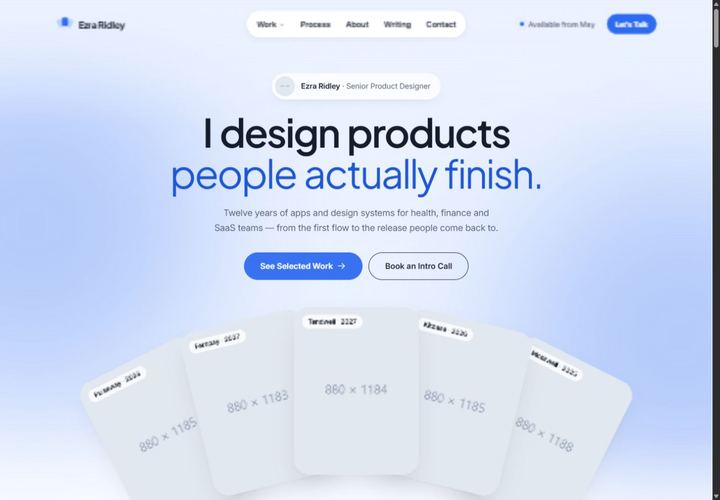 Ezra Ridley
Work
Process
About
Writing
Contact
Available from May
Let's Talk
Ezra Ridley · Senior Product Designer
I design products
people actually finish.
Twelve years of apps and design systems for health, finance and
SaaS teams — from the first flow to the release people come back to.
See Selected Work →
Book an Intro Call
880 × 1185
880 × 1183
880 × 1184
880 × 1185
880 × 1188